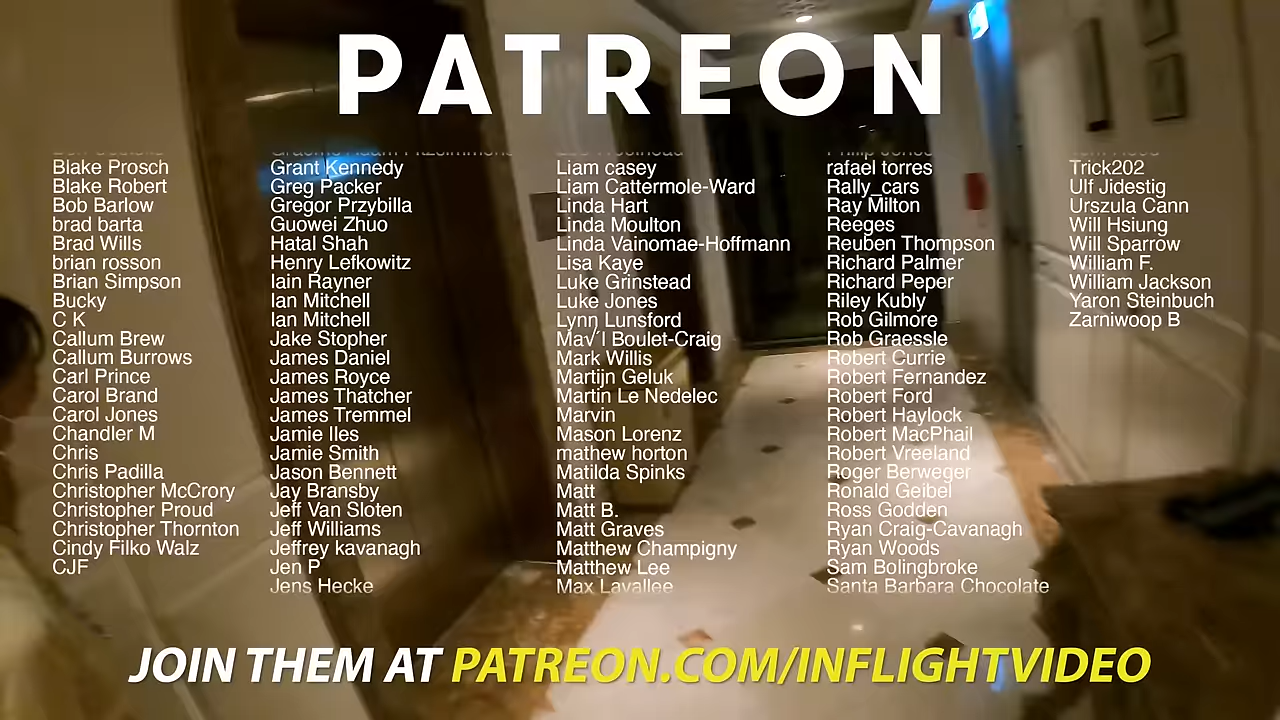 PATREON
Blake Prosch
Blake Robert
Bob Barlow
brad barta
Brad Wills
brian rosson
Brian Simpson
Bucky
C K
Callum Brew
Callum Burrows
Carl Prince
Carol Brand
Carol Jones
Chandler M
Chris
Chris Padilla
Christopher McCrory
Christopher Proud
Christopher Thornton
Cindy Filko Walz
CJF
Grant Kennedy
Greg Packer
Gregor Przybilla
Guowei Zhuo
Hatal Shah
Henry Lefkowitz
Iain Rayner
Ian Mitchell
Ian Mitchell
Jake Stopher
James Daniel
James Royce
James Thatcher
James Tremmel
Jamie Iles
Jamie Smith
Jason Bennett
Jay Bransby
Jeff Van Sloten
Jeff Williams
Jeffrey kavanagh
Jen P
Jens Hecke
Liam casey
Liam Cattermole-Ward
Linda Hart
Linda Moulton
Linda Vainomae-Hoffmann
Lisa Kaye
Luke Grinstead
Luke Jones
Lynn Lunsford
Mav’l Boulet-Craig
Mark Willis
Martijn Geluk
Martin Le Nedelec
Marvin
Mason Lorenz
mathew horton
Matilda Spinks
Matt
Matt B.
Matt Graves
Matthew Champigny
Matthew Lee
Max Lavallee
rafael torres
Rally_cars
Ray Milton
Reeges
Reuben Thompson
Richard Palmer
Richard Peper
Riley Kubly
Rob Gilmore
Rob Graessle
Robert Currie
Robert Fernandez
Robert Ford
Robert Haylock
Robert MacPhail
Robert Vreeland
Roger Berweger
Ronald Geibel
Ross Godden
Ryan Craig-Cavanagh
Ryan Woods
Sam Bolingbroke
Santa Barbara Chocolate
Trick202
Ulf Jidestig
Urszula Cann
Will Hsiung
Will Sparrow
William F.
William Jackson
Yaron Steinbuch
Zarniwoop B
JOIN THEM AT PATREON.COM/INFLIGHTVIDEO